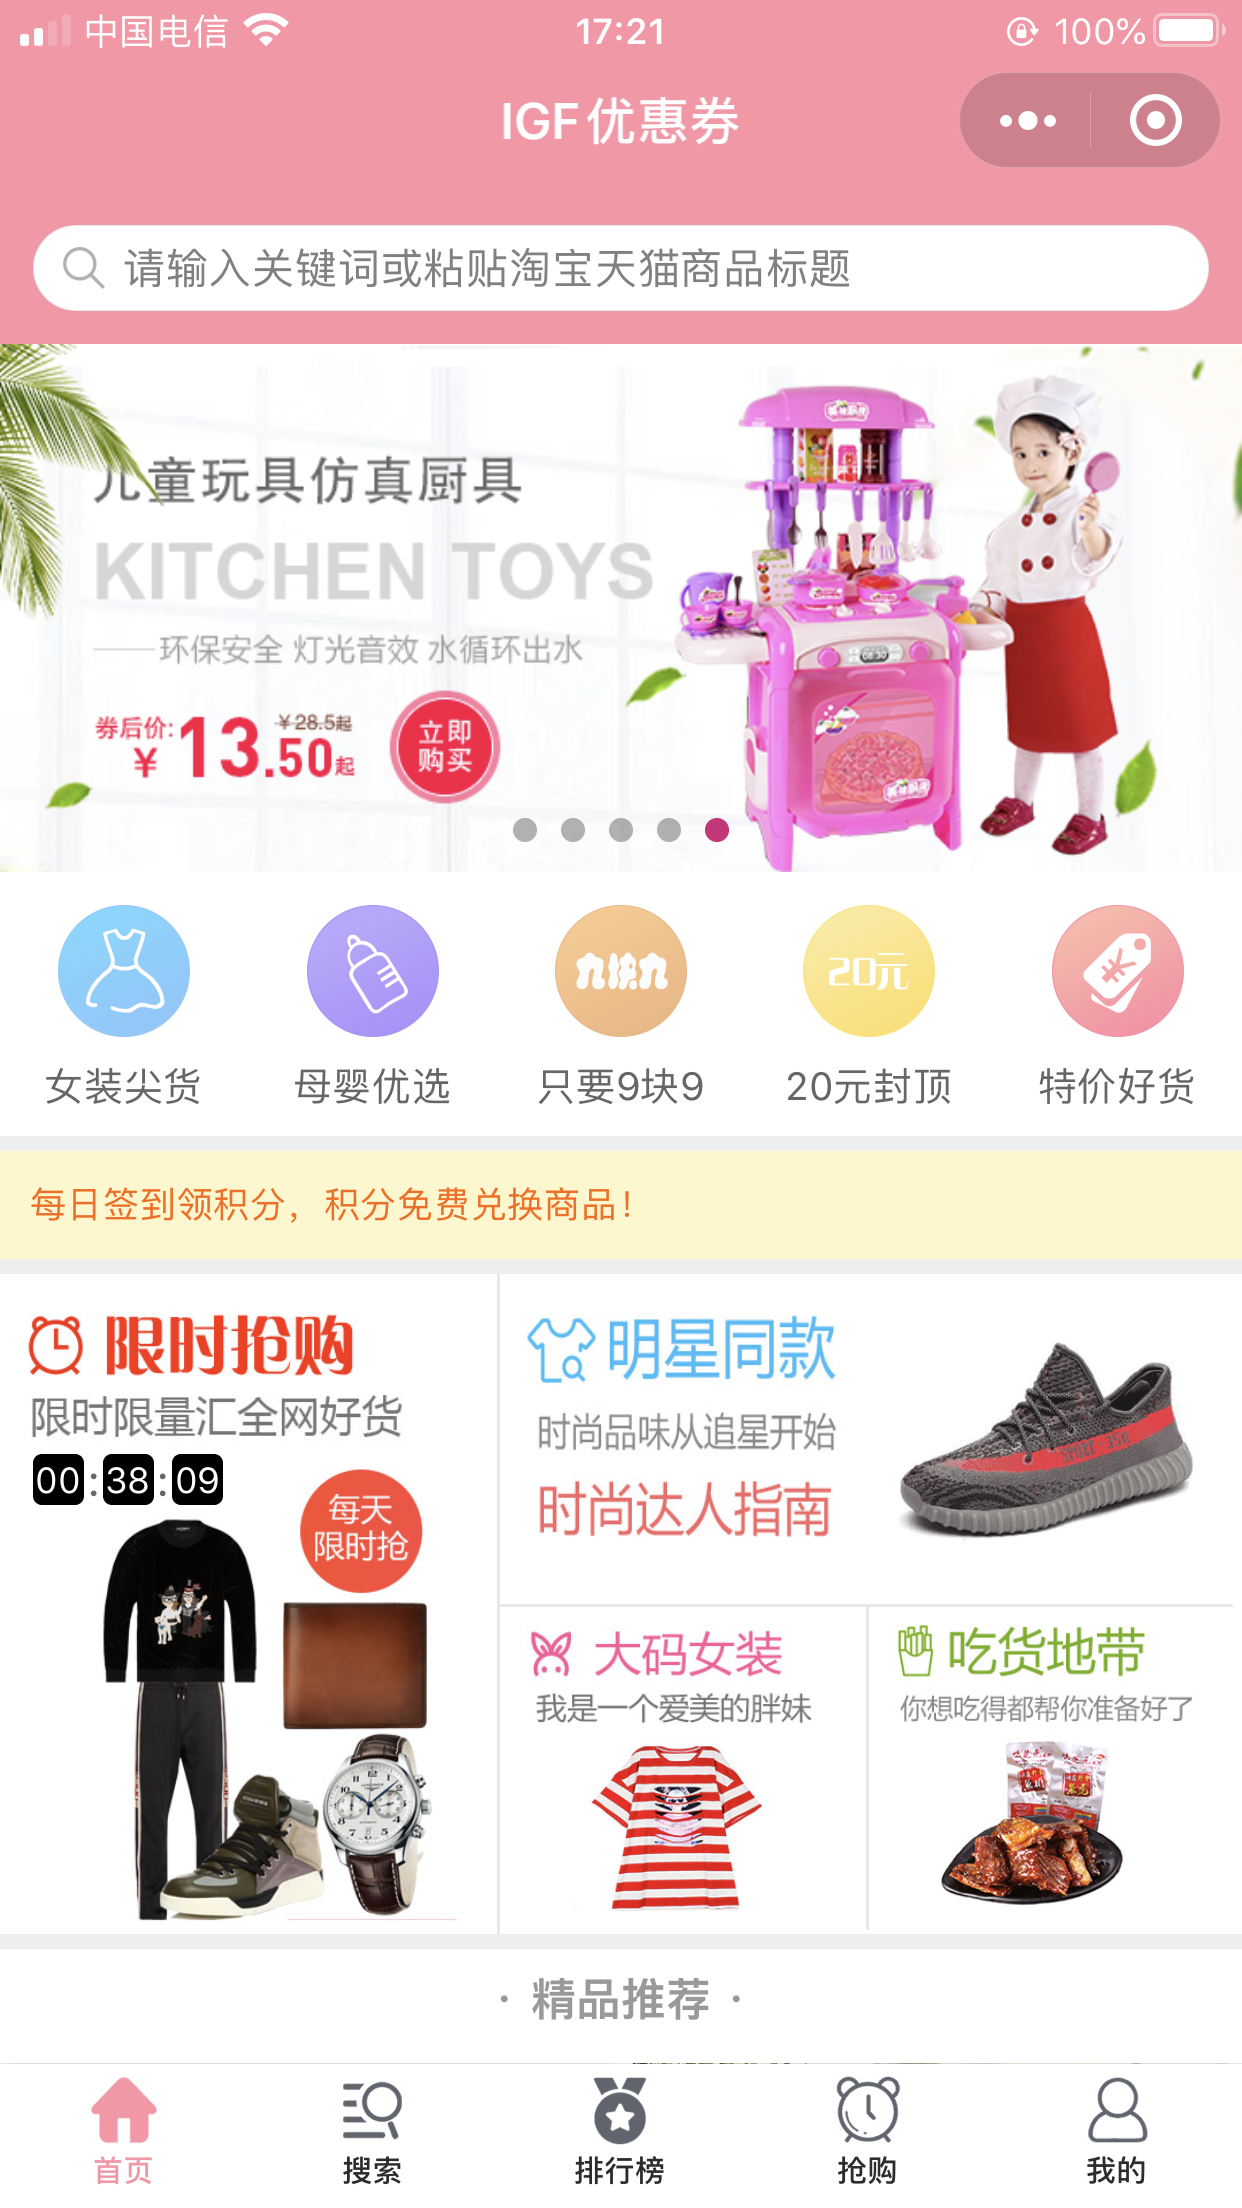 中国电信
17:21
100%
IGF优惠券
请输入关键词或粘贴淘宝天猫商品标题
儿童玩具仿真厨具
KITCHEN TOYS
环保安全 灯光音效 水循环出水
券后价:
¥28.5起
¥13.50起
立即
购买
九块九
20元
女装尖货
母婴优选
只要9块9
20元封顶
特价好货
每日签到领积分，积分免费兑换商品！
限时抢购
限时限量汇全网好货
00:38:09
每天
限时抢
明星同款
时尚品味从追星开始
时尚达人指南
SPORT-350
大码女装
我是一个爱美的胖妹
吃货地带
你想吃得都帮你准备好了
· 精品推荐 ·
首页
搜索
排行榜
抢购
我的